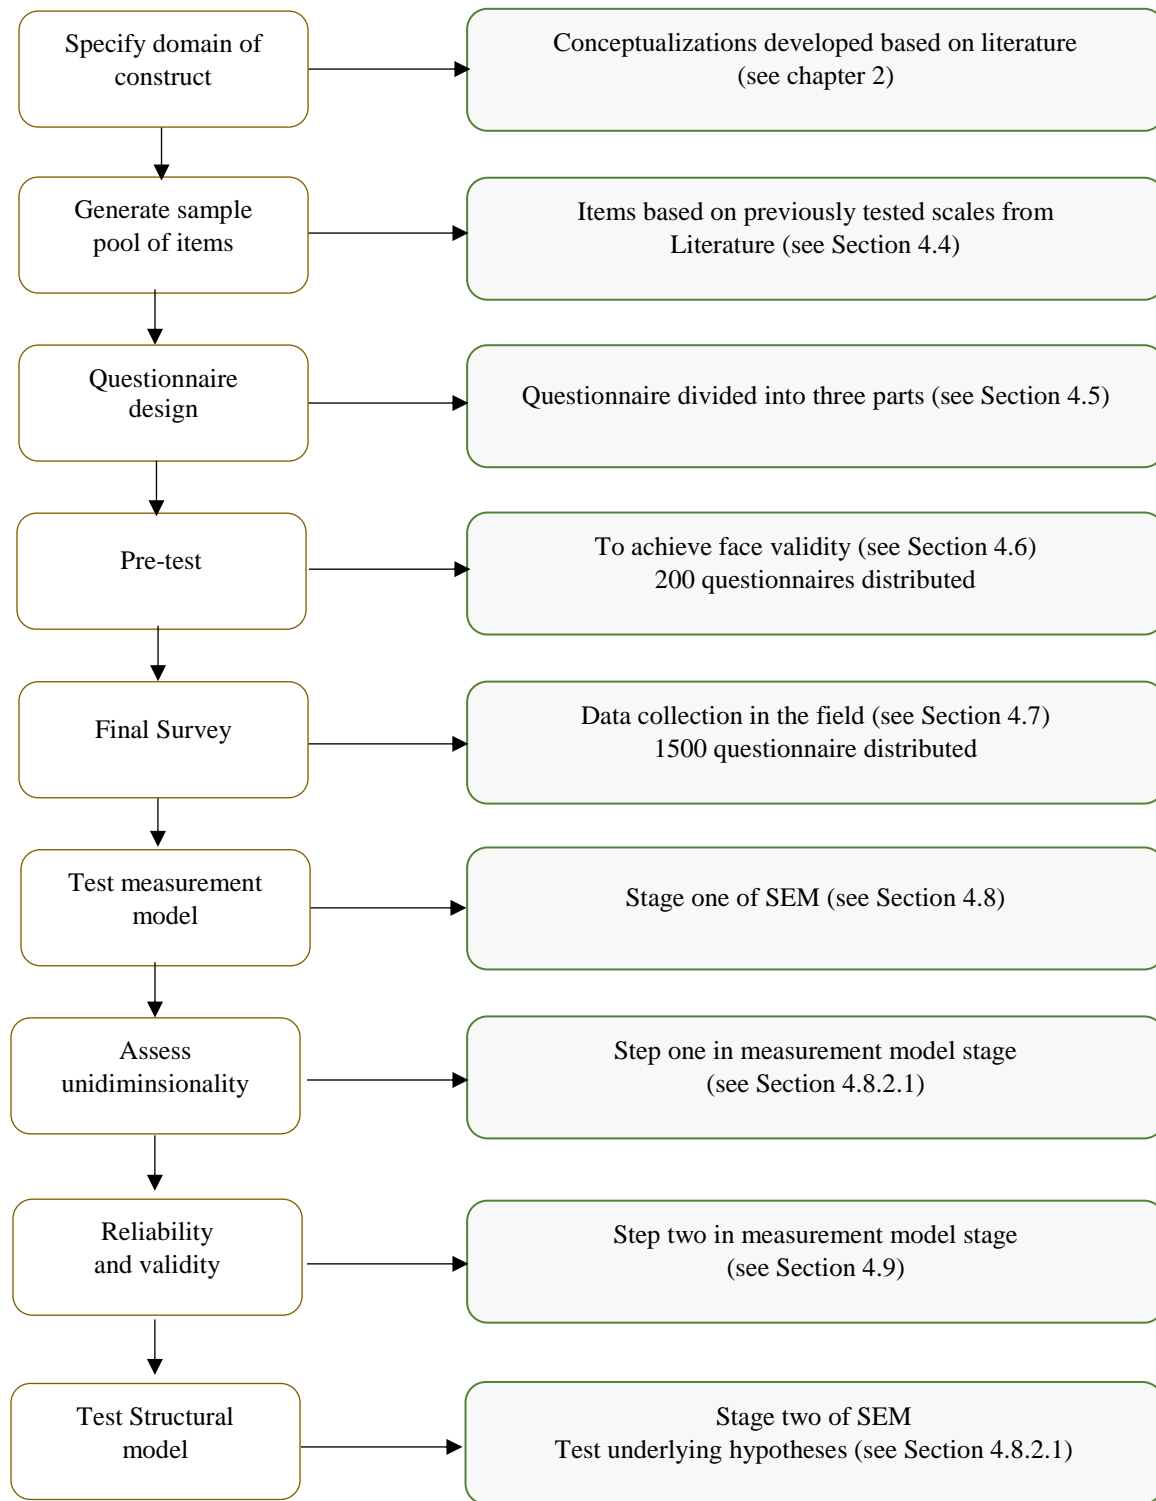 Specify domain of
construct
Conceptualizations developed based on literature
(see chapter 2)
Generate sample
pool of items
Items based on previously tested scales from
Literature (see Section 4.4)
Questionnaire
design
Questionnaire divided into three parts (see Section 4.5)
Pre-test
To achieve face validity (see Section 4.6)
200 questionnaires distributed
Final Survey
Data collection in the field (see Section 4.7)
1500 questionnaire distributed
Test measurement
model
Stage one of SEM (see Section 4.8)
Assess
unidiminsionality
Step one in measurement model stage
(see Section 4.8.2.1)
Reliability
and validity
Step two in measurement model stage
(see Section 4.9)
Test Structural
model
Stage two of SEM
Test underlying hypotheses (see Section 4.8.2.1)